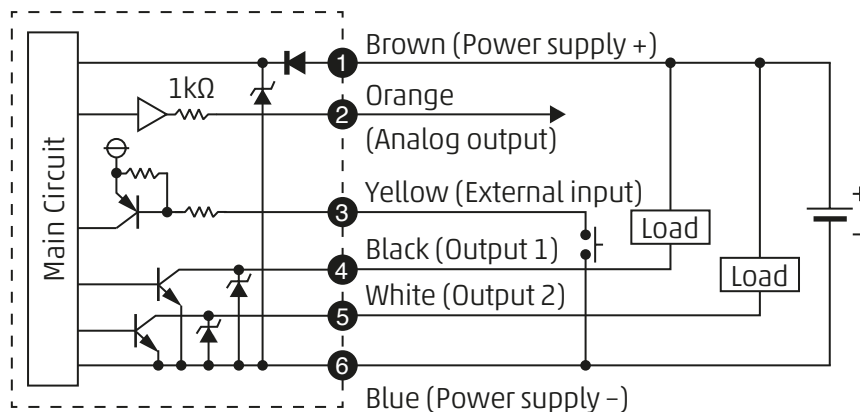 Main Circuit
1kΩ
1 Brown (Power supply +)
2 Orange
(Analog output)
3 Yellow (External input)
4 Black (Output 1)
5 White (Output 2)
6
Blue (Power supply –)
Load
Load
+
–